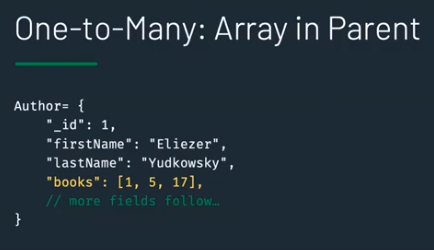 One-to-Many: Array in Parent
Author= {
"_id": 1,
"firstName": "Eliezer",
"lastName": "Yudkowsky",
"books": [1, 5, 17],
// more fields follow…
}